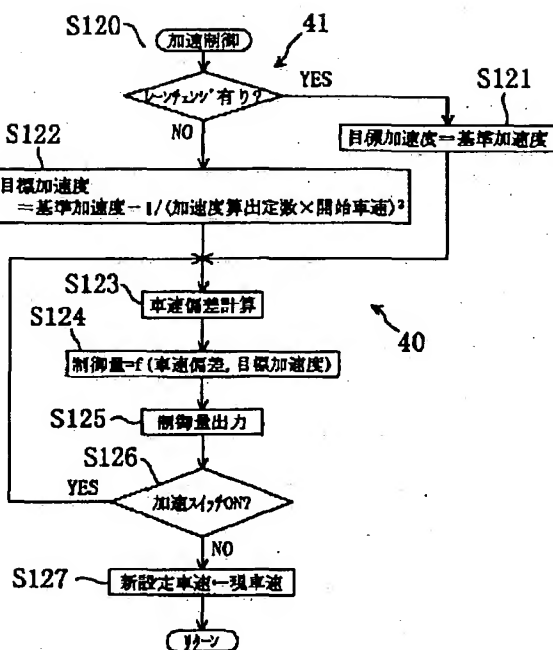 S120
加速制御
41
レーンチェンジ有り?
YES
S121
NO
目標加速度=基準加速度
S122
目標加速度
=基準加速度-1/(加速度算出定数×開始車速)²
S123
車速偏差計算
S124
40
制御量=f(車速偏差,目標加速度)
S125
制御量出力
S126
YES
加速スイッチON?
NO
S127
新設定車速←現車速
リターン